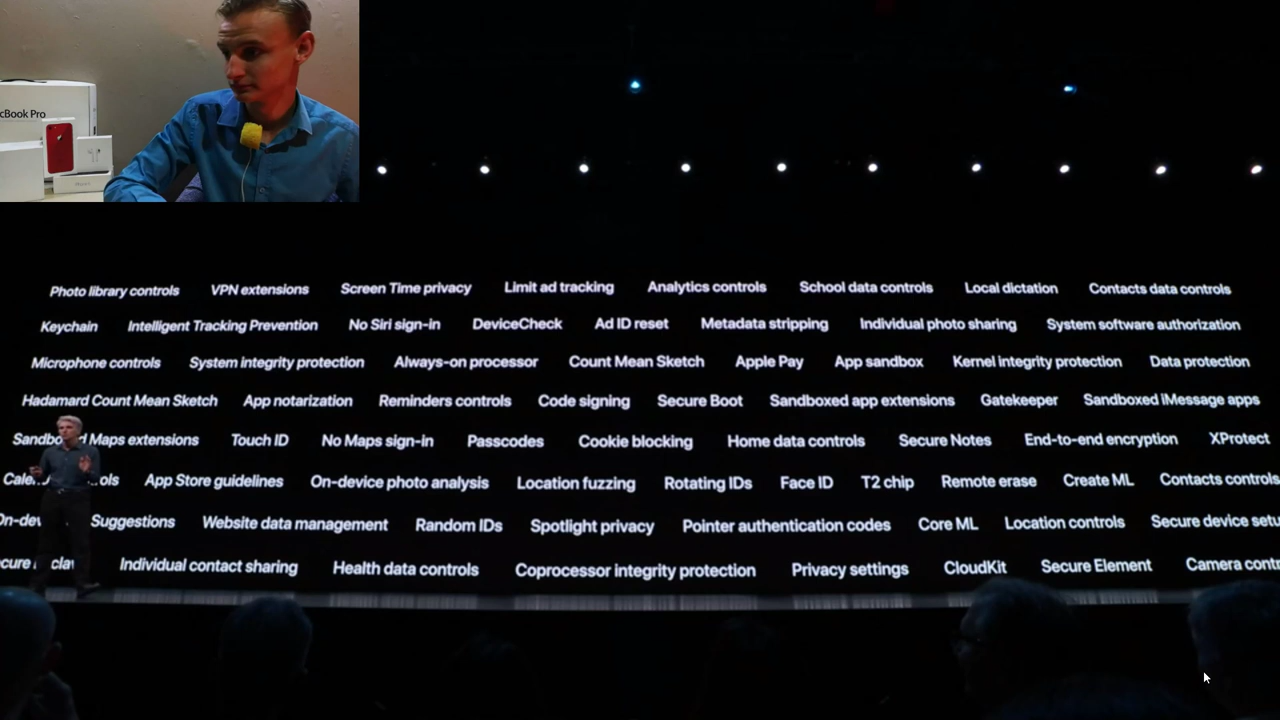 cBook Pro
Photo library controls VPN extensions Screen Time privacy Limit ad tracking Analytics controls School data controls Local dictation Contacts data controls
Keychain Intelligent Tracking Prevention No Siri sign-in DeviceCheck Ad ID reset Metadata stripping Individual photo sharing System software authorization
Microphone controls System integrity protection Always-on processor Count Mean Sketch Apple Pay App sandbox Kernel integrity protection Data protection
Hadamard Count Mean Sketch App notarization Reminders controls Code signing Secure Boot Sandboxed app extensions Gatekeeper Sandboxed iMessage apps
Maps extensions Touch ID No Maps sign-in Passcodes Cookie blocking Home data controls Secure Notes End-to-end encryption XProtect
App Store guidelines On-device photo analysis Location fuzzing Rotating IDs Face ID T2 chip Remote erase Create ML Contacts controls
Suggestions Website data management Random IDs Spotlight privacy Pointer authentication codes Core ML Location controls Secure device setu
Individual contact sharing Health data controls Coprocessor integrity protection Privacy settings CloudKit Secure Element Camera contr